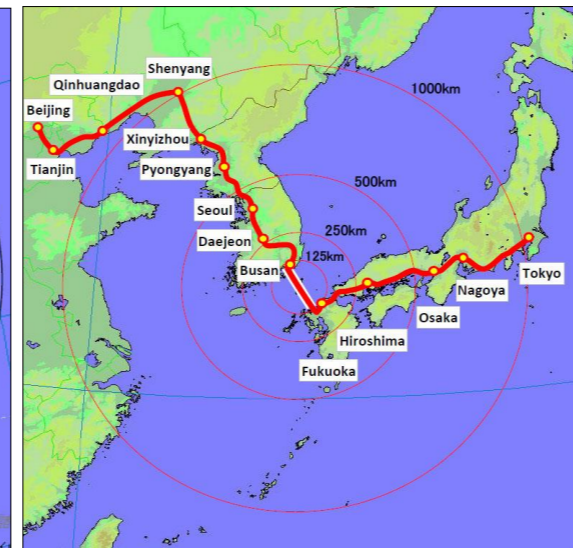 Shenyang
1000km
Qinhuangdao
Beijing
Xinyizhou
Tianjin
Pyongyang
500km
Seoul
250km
Daejeon
125km
Busan
Tokyo
Nagoya
Osaka
Hiroshima
Fukuoka